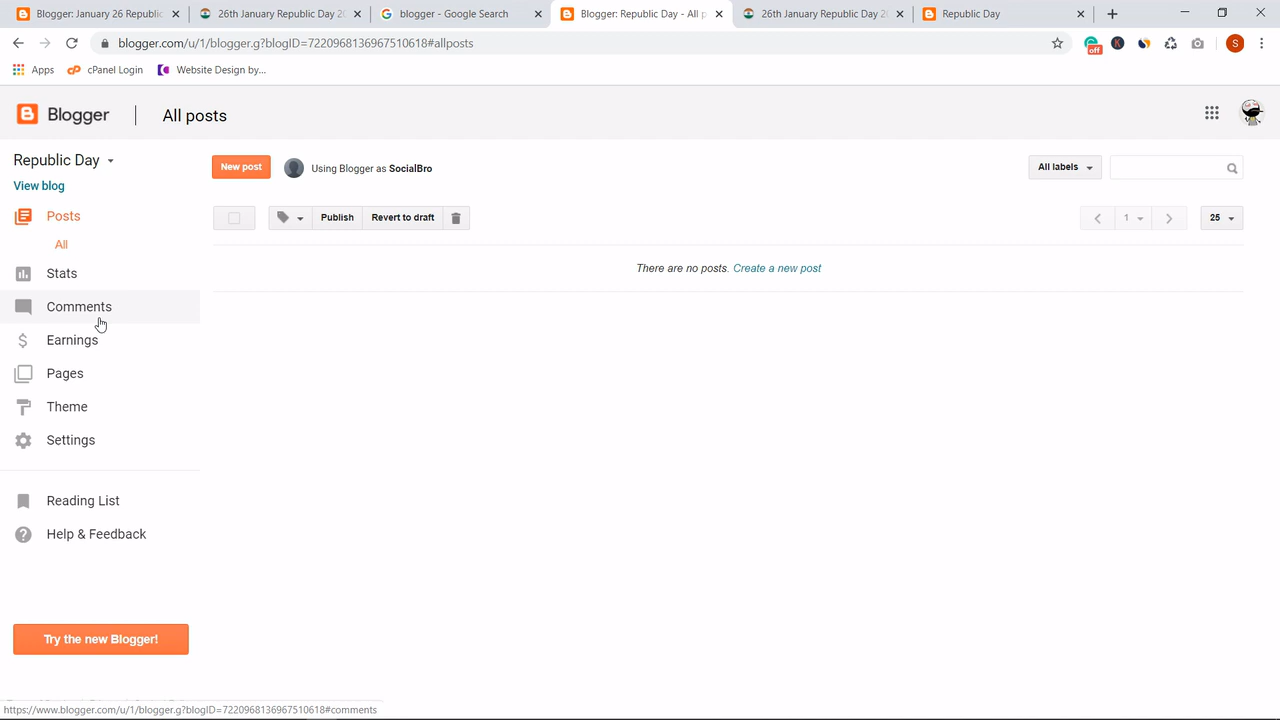 Blogger: January 26 Republic
26th January Republic Day 20
blogger - Google Search
Blogger: Republic Day - All p
26th January Republic Day 20
Republic Day
blogger.com/u/1/blogger.g?blogID=7220968136967510618#allposts
off
K
S
Apps
cPanel Login
Website Design by...
Blogger
All posts
Republic Day
View blog
New post
Using Blogger as SocialBro
All labels
Posts
All
Publish
Revert to draft
1
25
There are no posts. Create a new post
Stats
Comments
Earnings
Pages
Theme
Settings
Reading List
Help & Feedback
Try the new Blogger!
https://www.blogger.com/u/1/blogger.g?blogID=7220968136967510618#comments